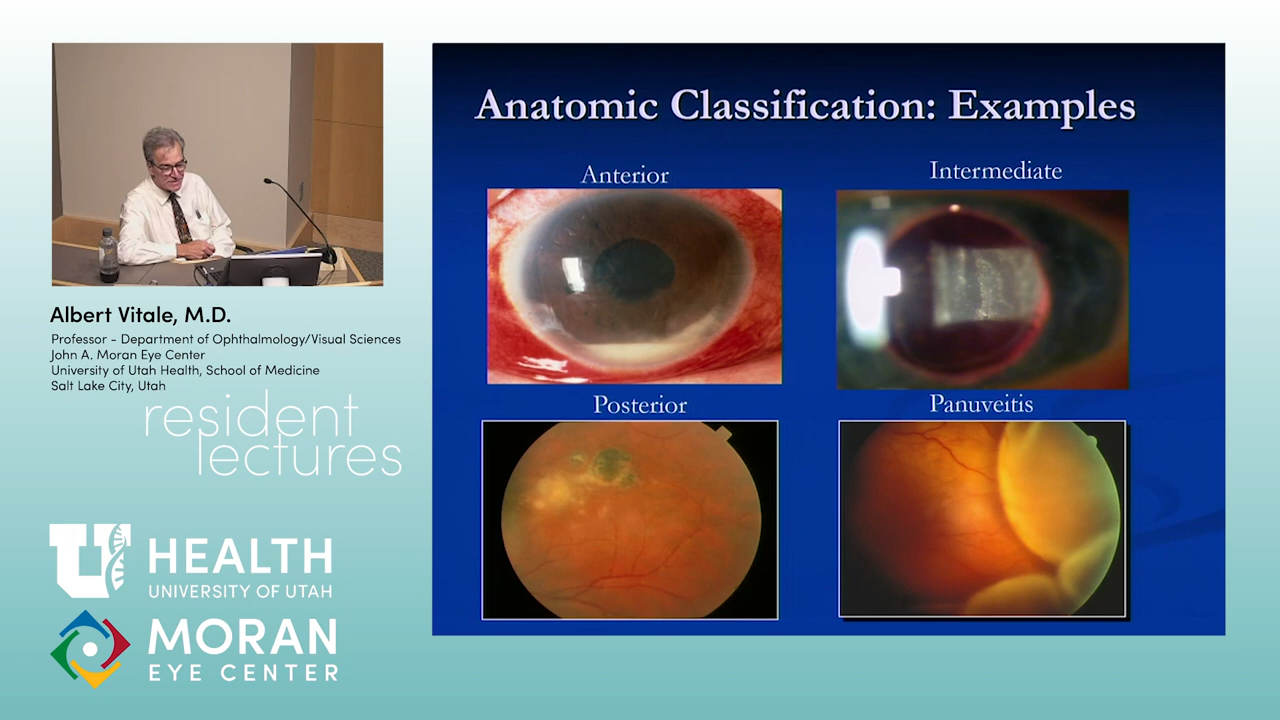 Albert Vitale, M.D.
Professor - Department of Ophthalmology/Visual Sciences
John A. Moran Eye Center
University of Utah Health, School of Medicine
Salt Lake City, Utah
resident
lectures
U HEALTH
UNIVERSITY OF UTAH
MORAN
EYE CENTER
Anatomic Classification: Examples
Anterior
Intermediate
Posterior
Panuveitis